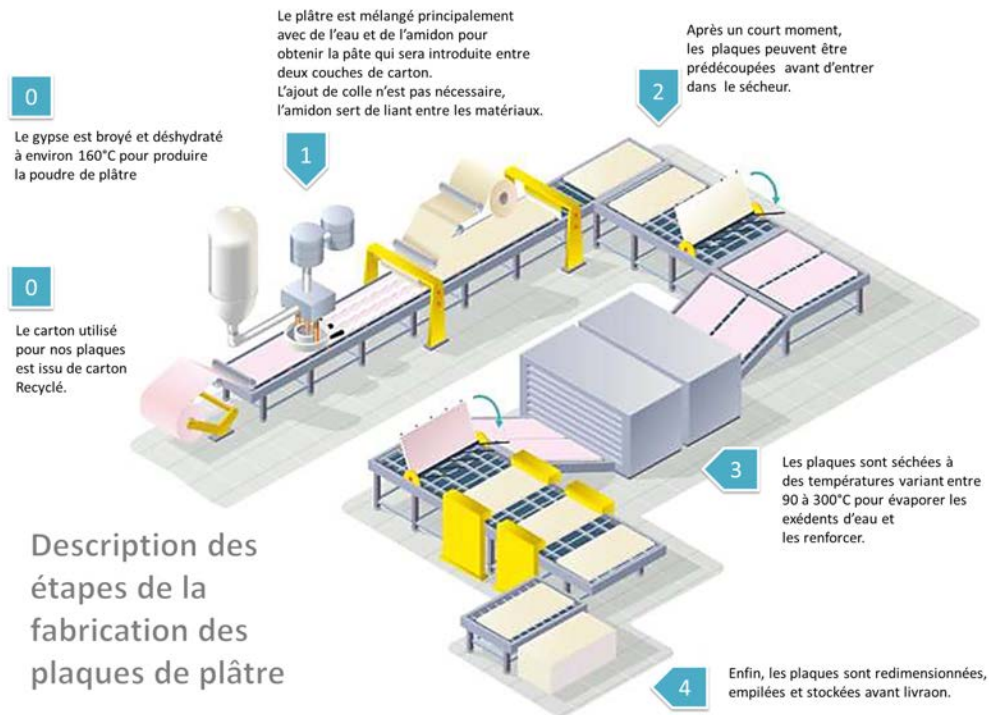 0
Le gypse est broyé et déshydraté
à environ 160°C pour produire
la poudre de plâtre
0
Le carton utilisé
pour nos plaques
est issu de carton
Recyclé.
1
Le plâtre est mélangé principalement
avec de l'eau et de l'amidon pour
obtenir la pâte qui sera introduite entre
deux couches de carton.
L'ajout de colle n'est pas nécessaire,
l'amidon sert de liant entre les matériaux.
2
Après un court moment,
les plaques peuvent être
prédécoupées avant d'entrer
dans le sécheur.
3
Les plaques sont séchées à
des températures variant entre
90 à 300°C pour évaporer les
exédents d'eau et
les renforcer.
4
Enfin, les plaques sont redimensionnées,
empilées et stockées avant livraon.
Description des
étapes de la
fabrication des
plaques de plâtre